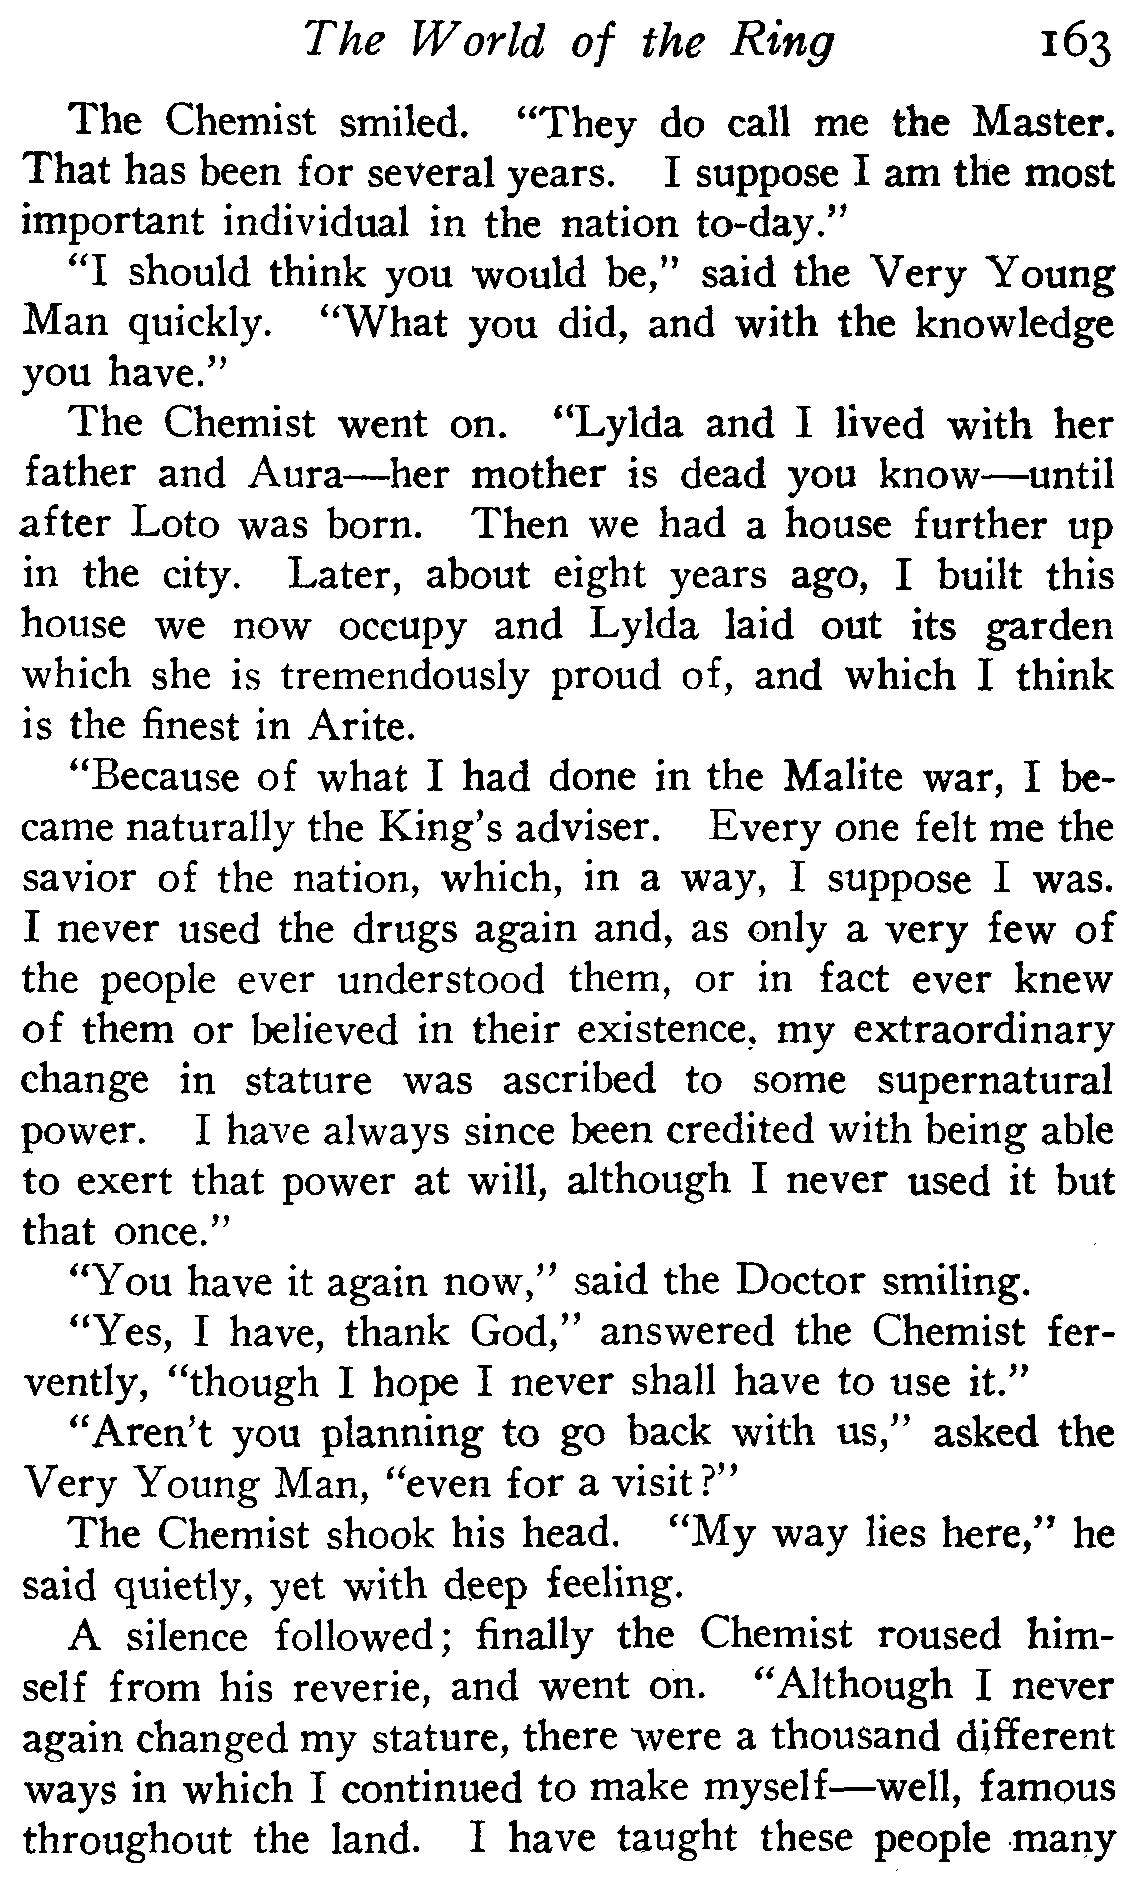 The World of the Ring 163
The Chemist smiled. "They do call me the Master.
That has been for several years. I suppose I am the most
important individual in the nation to-day."
"I should think you would be," said the Very Young
Man quickly. "What you did, and with the knowledge
you have."
The Chemist went on. "Lylda and I lived with her
father and Aura—her mother is dead you know—until
after Loto was born. Then we had a house further up
in the city. Later, about eight years ago, I built this
house we now occupy and Lylda laid out its garden
which she is tremendously proud of, and which I think
is the finest in Arite.
"Because of what I had done in the Malite war, I be-
came naturally the King's adviser. Every one felt me the
savior of the nation, which, in a way, I suppose I was.
I never used the drugs again and, as only a very few of
the people ever understood them, or in fact ever knew
of them or believed in their existence, my extraordinary
change in stature was ascribed to some supernatural
power. I have always since been credited with being able
to exert that power at will, although I never used it but
that once."
"You have it again now," said the Doctor smiling.
"Yes, I have, thank God," answered the Chemist fer-
vently, "though I hope I never shall have to use it."
"Aren't you planning to go back with us," asked the
Very Young Man, "even for a visit?"
The Chemist shook his head. "My way lies here," he
said quietly, yet with deep feeling.
A silence followed; finally the Chemist roused him-
self from his reverie, and went on. "Although I never
again changed my stature, there were a thousand different
ways in which I continued to make myself—well, famous
throughout the land. I have taught these people many